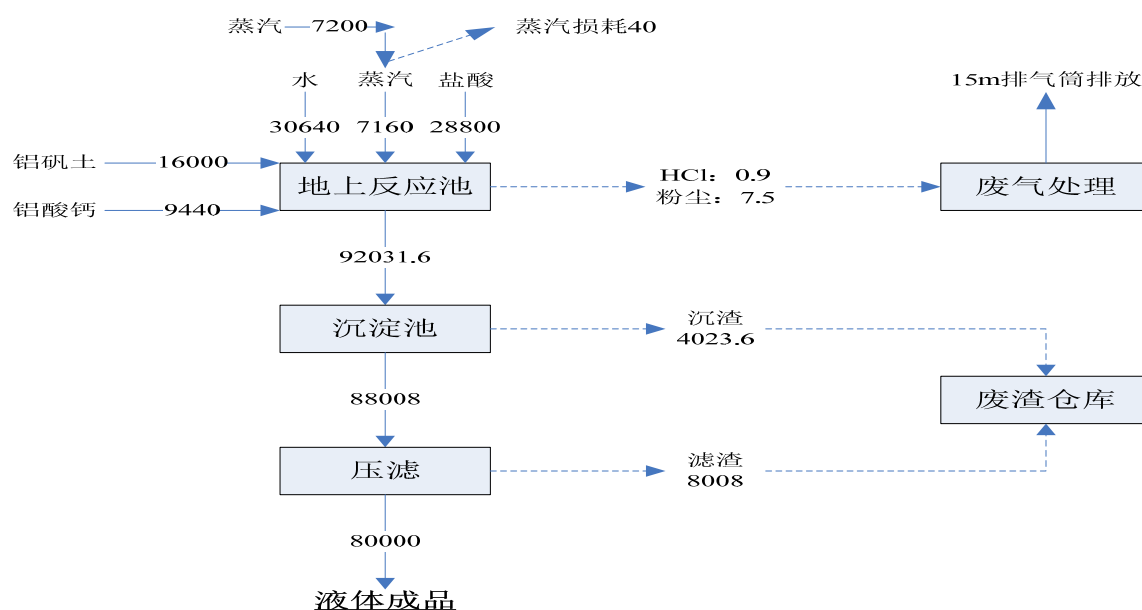 蒸汽 7200 蒸汽损耗40
水 蒸汽 盐酸 15m排气筒排放
30640 7160 28800
铝矾土 16000
地上反应池 HCl：0.9 废气处理
粉尘：7.5
铝酸钙 9440
92031.6
沉淀池 沉渣
4023.6
88008 废渣仓库
压滤 滤渣
8008
80000
液体成品